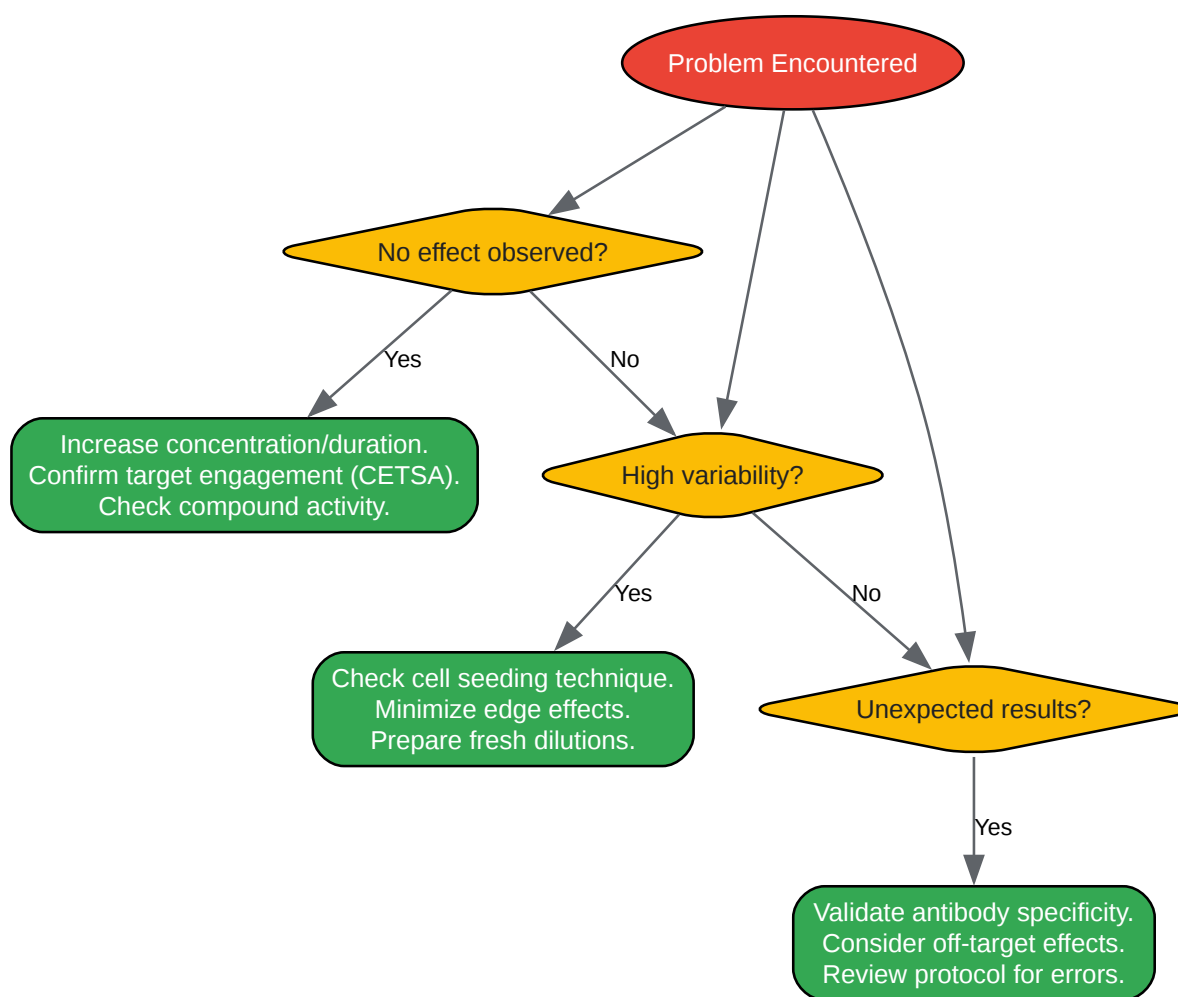 Problem Encountered
No effect observed?
Yes
No
Increase concentration/duration.
Confirm target engagement (CETSA).
Check compound activity.
High variability?
Yes
No
Check cell seeding technique.
Minimize edge effects.
Prepare fresh dilutions.
Unexpected results?
Yes
Validate antibody specificity.
Consider off-target effects.
Review protocol for errors.